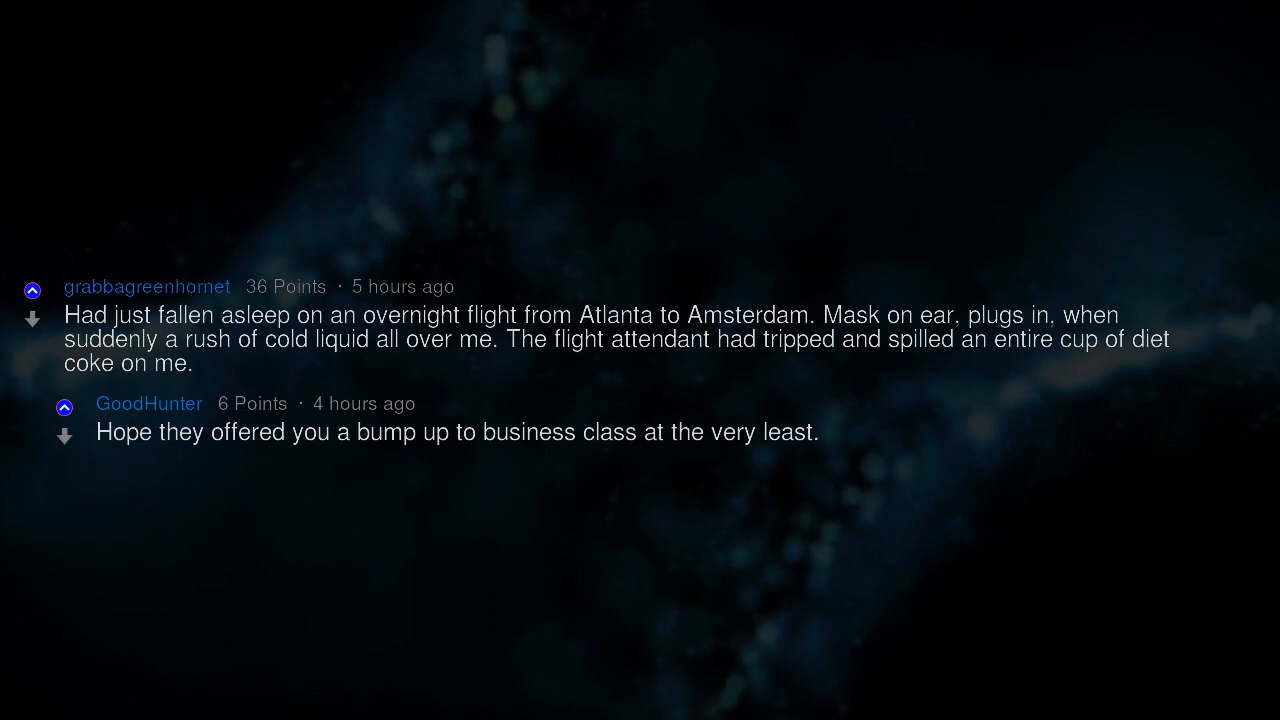 grabbagreenhornet 36 Points · 5 hours ago
Had just fallen asleep on an overnight flight from Atlanta to Amsterdam. Mask on ear, plugs in, when
suddenly a rush of cold liquid all over me. The flight attendant had tripped and spilled an entire cup of diet
coke on me.
GoodHunter 6 Points · 4 hours ago
Hope they offered you a bump up to business class at the very least.